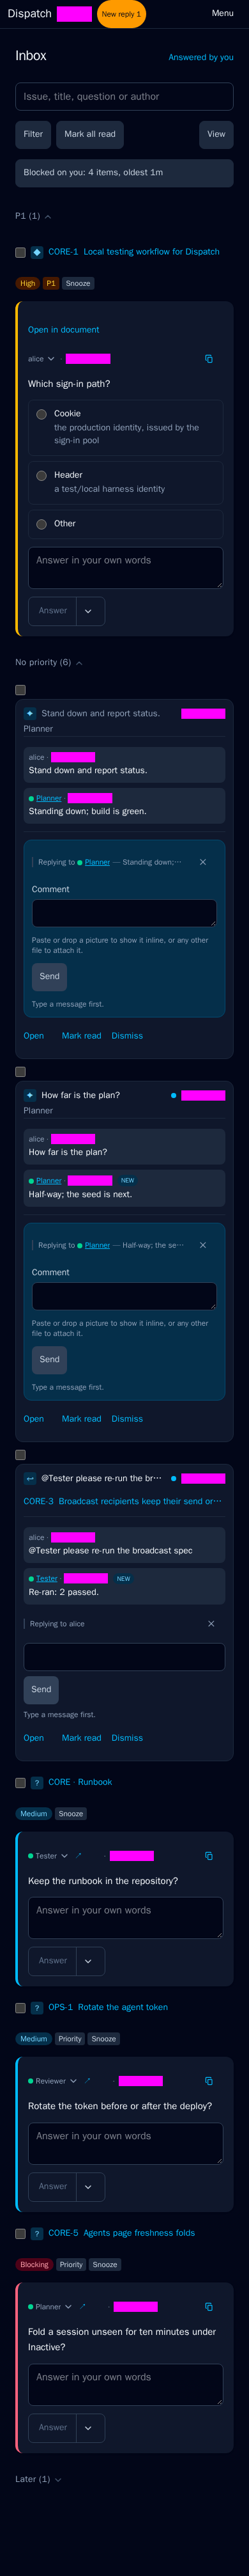 Dispatch New reply 1 Menu
Inbox Answered by you
Issue, title, question or author
Filter Mark all read View
Blocked on you: 4 items, oldest 1m
P1 (1)
CORE-1 Local testing workflow for Dispatch
High P1 Snooze
Open in document
alice ·
Which sign-in path?
Cookie
the production identity, issued by the
sign-in pool
Header
a test/local harness identity
Other
Answer in your own words
Answer
No priority (6)
Stand down and report status.
Planner
alice ·
Stand down and report status.
Planner ·
Standing down; build is green.
Replying to Planner — Standing down;···
Comment
Paste or drop a picture to show it inline, or any other
file to attach it.
Send
Type a message first.
Open Mark read Dismiss
How far is the plan?
Planner
alice ·
How far is the plan?
Planner · NEW
Half-way; the seed is next.
Replying to Planner — Half-way; the se···
Comment
Paste or drop a picture to show it inline, or any other
file to attach it.
Send
Type a message first.
Open Mark read Dismiss
@Tester please re-run the br···
CORE-3 Broadcast recipients keep their send or···
alice ·
@Tester please re-run the broadcast spec
Tester · NEW
Re-ran: 2 passed.
Replying to alice
Send
Type a message first.
Open Mark read Dismiss
? CORE · Runbook
Medium Snooze
Tester ↗ ·
Keep the runbook in the repository?
Answer in your own words
Answer
? OPS-1 Rotate the agent token
Medium Priority Snooze
Reviewer ↗ ·
Rotate the token before or after the deploy?
Answer in your own words
Answer
? CORE-5 Agents page freshness folds
Blocking Priority Snooze
Planner ↗ ·
Fold a session unseen for ten minutes under
Inactive?
Answer in your own words
Answer
Later (1)